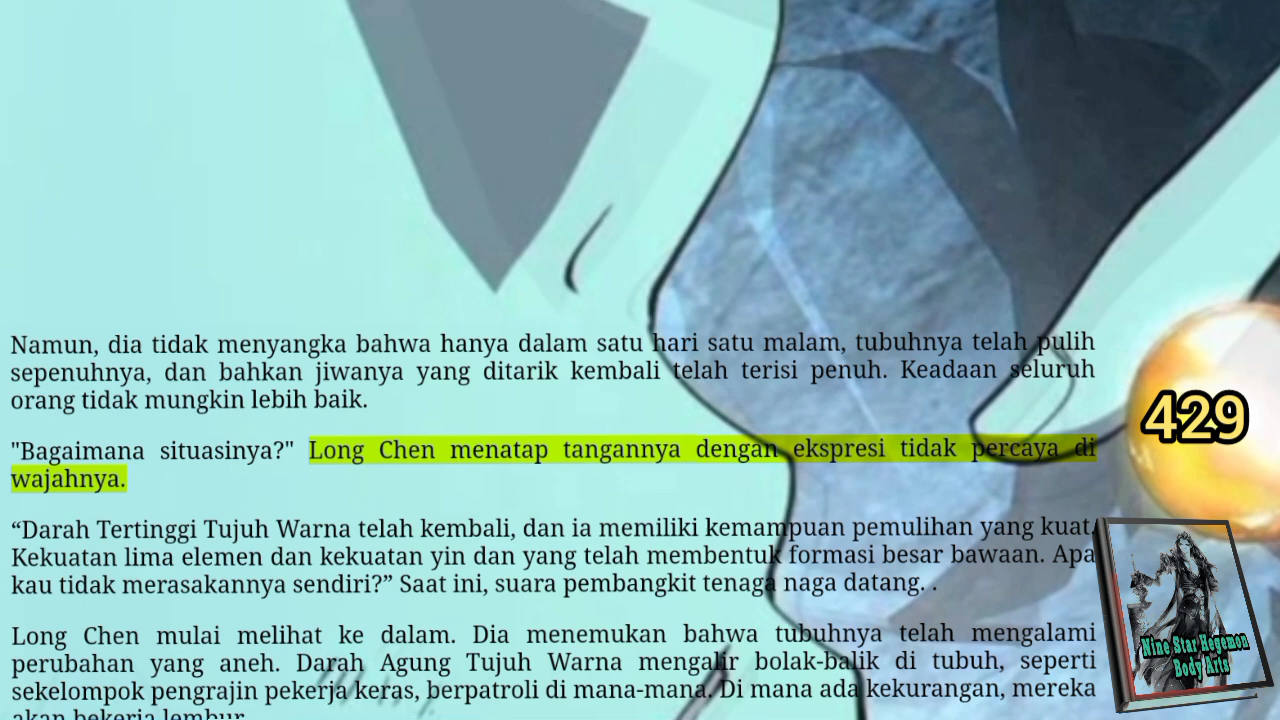 Namun, dia tidak menyangka bahwa hanya dalam satu hari satu malam, tubuhnya telah pulih
sepenuhnya, dan bahkan jiwanya yang ditarik kembali telah terisi penuh. Keadaan seluruh
orang tidak mungkin lebih baik.
"Bagaimana situasinya?" Long Chen menatap tangannya dengan ekspresi tidak percaya di
wajahnya.
“Darah Tertinggi Tujuh Warna telah kembali, dan ia memiliki kemampuan pemulihan yang kuat.
Kekuatan lima elemen dan kekuatan yin dan yang telah membentuk formasi besar bawaan. Apa
kau tidak merasakannya sendiri?” Saat ini, suara pembangkit tenaga naga datang. .
Long Chen mulai melihat ke dalam. Dia menemukan bahwa tubuhnya telah mengalami
perubahan yang aneh. Darah Agung Tujuh Warna mengalir bolak-balik di tubuh, seperti
sekelompok pengrajin pekerja keras, berpatroli di mana-mana. Di mana ada kekurangan, mereka
akan bekerja lembur
429
Nine Star Hegemon
Body Arts